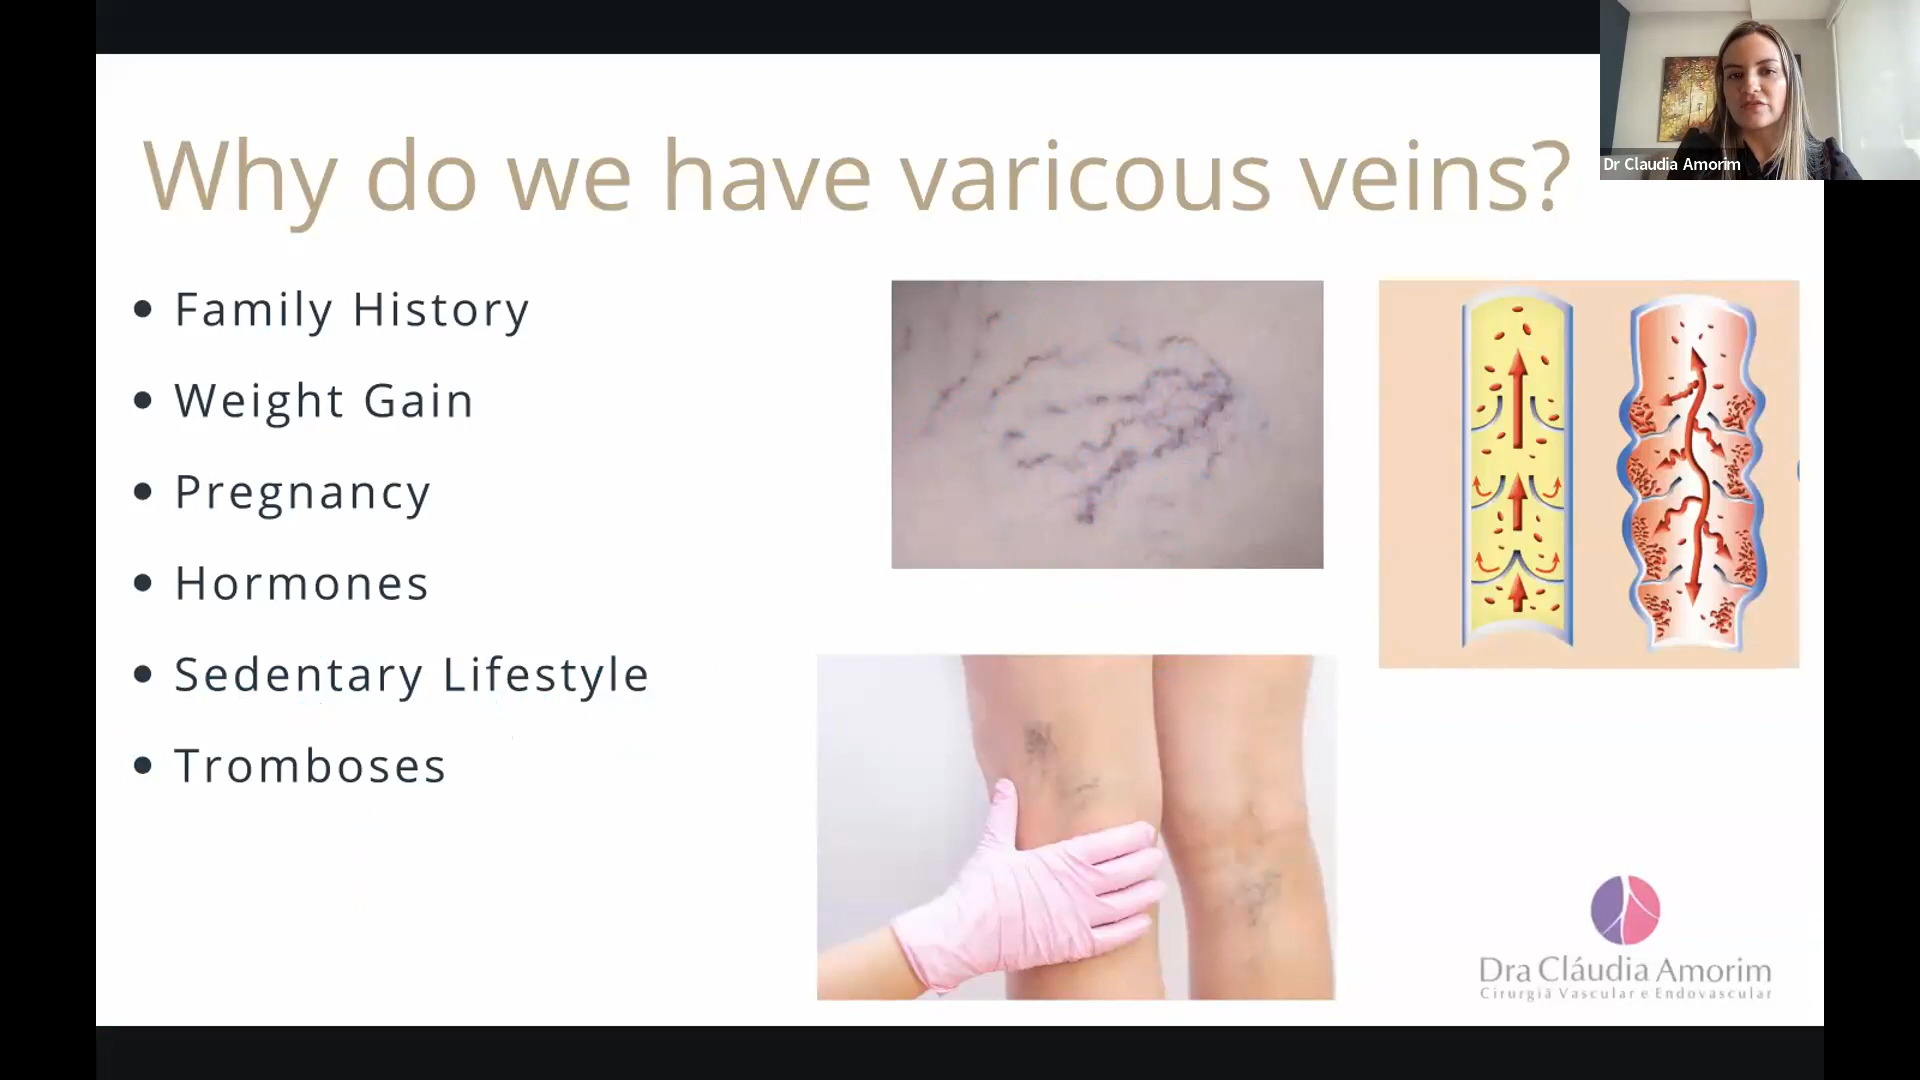 Why do we have varicous veins?
Dr Claudia Amorim
• Family History
• Weight Gain
• Pregnancy
• Hormones
• Sedentary Lifestyle
• Tromboses
Dra Cláudia Amorim
Cirurgiã Vascular e Endovascular